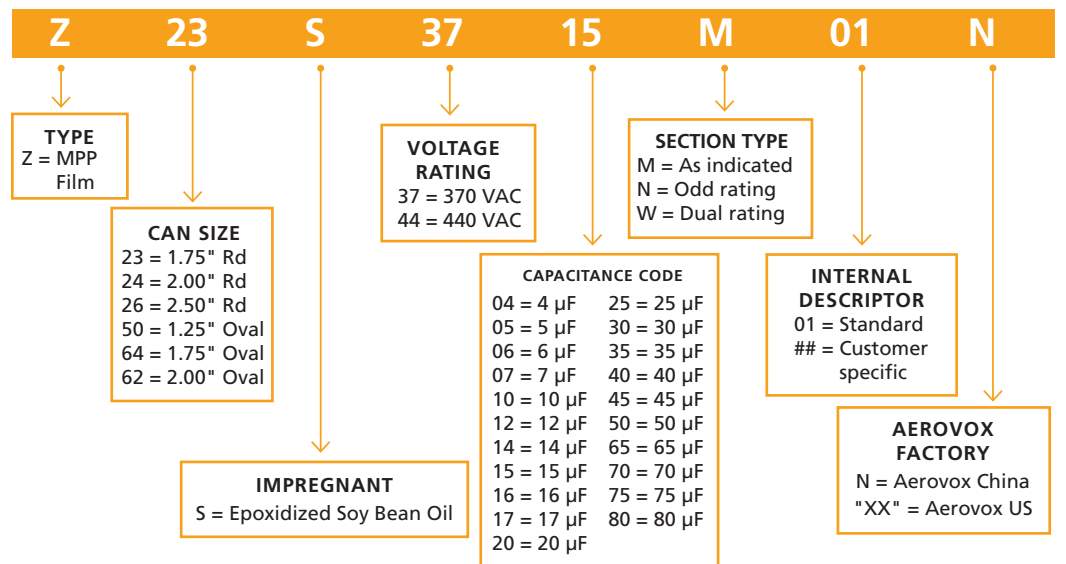 Z 23 S 37 15 M 01 N
TYPE
Z = MPP
Film
CAN SIZE
23 = 1.75" Rd
24 = 2.00" Rd
26 = 2.50" Rd
50 = 1.25" Oval
64 = 1.75" Oval
62 = 2.00" Oval
IMPREGNANT
S = Epoxidized Soy Bean Oil
VOLTAGE
RATING
37 = 370 VAC
44 = 440 VAC
CAPACITANCE CODE
04 = 4 µF 25 = 25 µF
05 = 5 µF 30 = 30 µF
06 = 6 µF 35 = 35 µF
07 = 7 µF 40 = 40 µF
10 = 10 µF 45 = 45 µF
12 = 12 µF 50 = 50 µF
14 = 14 µF 65 = 65 µF
15 = 15 µF 70 = 70 µF
16 = 16 µF 75 = 75 µF
17 = 17 µF 80 = 80 µF
20 = 20 µF
SECTION TYPE
M = As indicated
N = Odd rating
W = Dual rating
INTERNAL
DESCRIPTOR
01 = Standard
## = Customer
specific
AEROVOX
FACTORY
N = Aerovox China
"XX" = Aerovox US